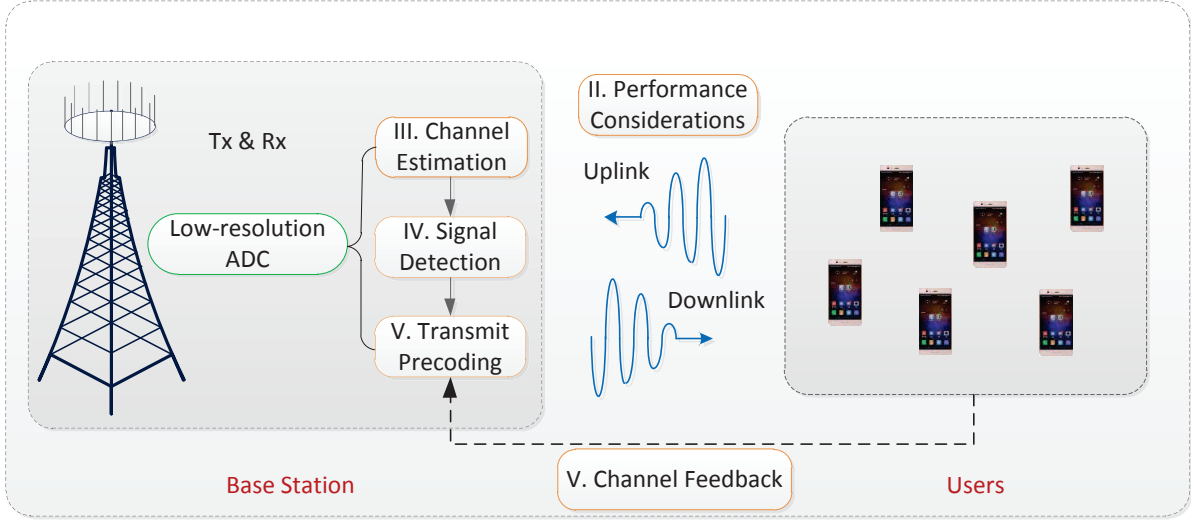 Tx & Rx
Low-resolution
ADC
III. Channel
Estimation
IV. Signal
Detection
V. Transmit
Precoding
II. Performance
Considerations
Uplink
Downlink
V. Channel Feedback
Base Station
Users